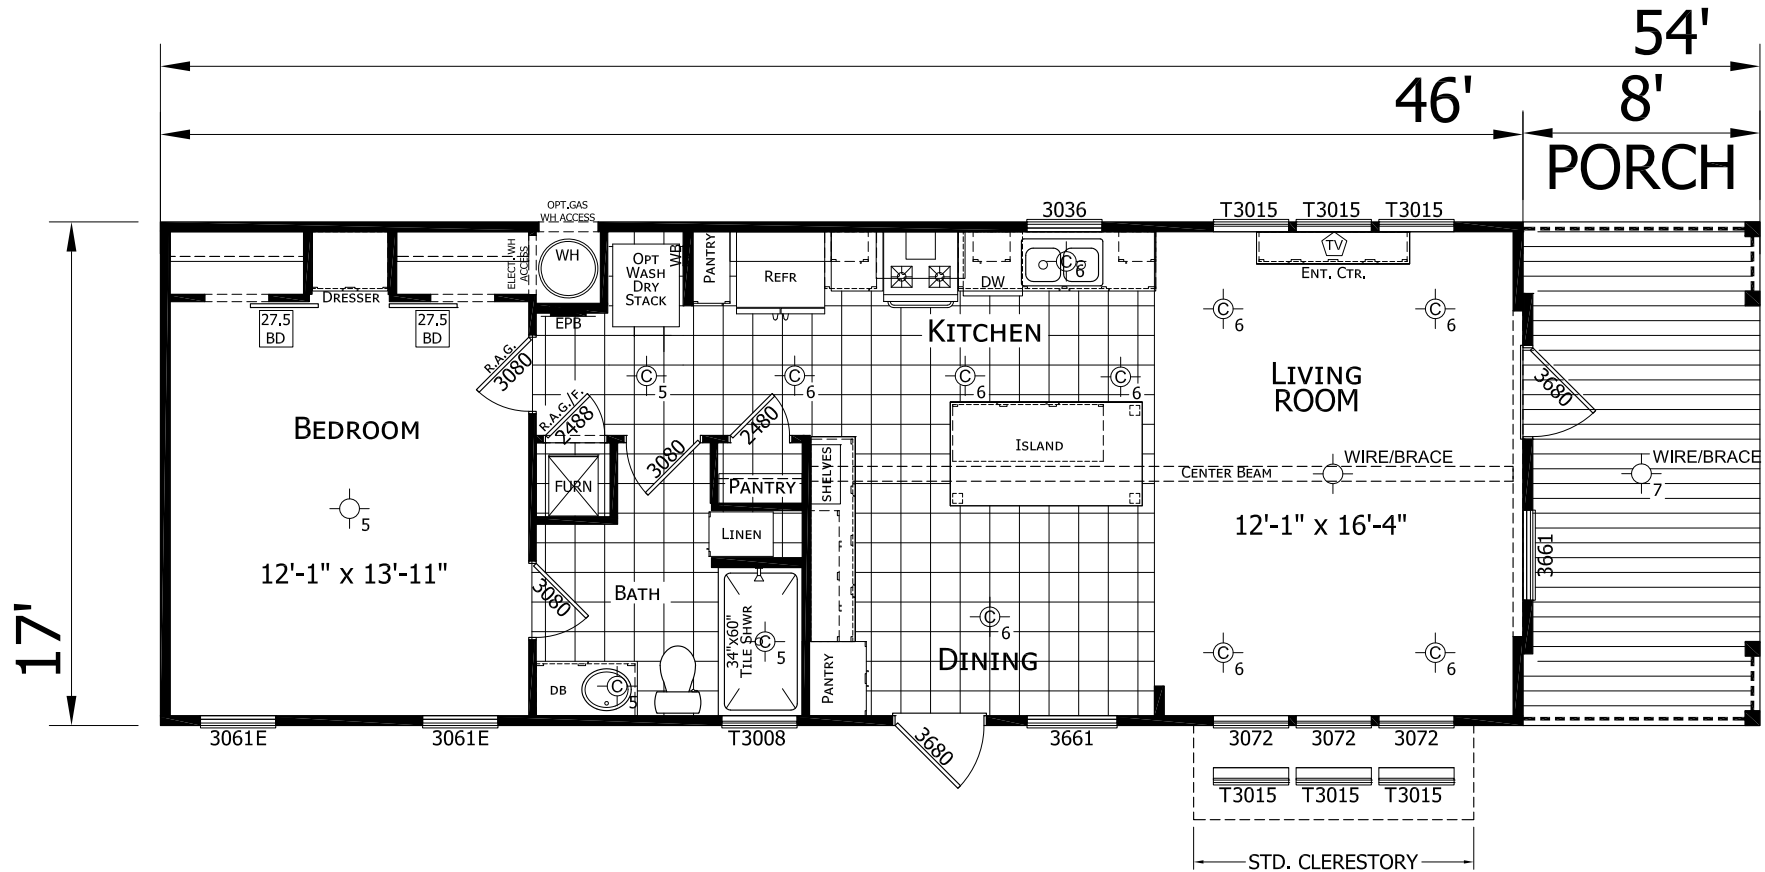 54'
46'
8'
PORCH
17'
OPT.GAS
WH ACCESS
3036
T3015
T3015
T3015
ELECT. WH
ACCESS
WH
OPT
WASH
DRY
STACK
WB
PANTRY
REFR
DW
C
6
TV
ENT. CTR.
DRESSER
27.5
BD
27.5
BD
EPB
KITCHEN
C
6
C
6
R.A.G.
3080
R.A.G./F.
2488
C
5
C
6
C
6
C
6
LIVING
ROOM
3680
BEDROOM
3080
2480
ISLAND
SHELVES
CENTER BEAM
WIRE/BRACE
WIRE/BRACE
7
FURN
PANTRY
5
LINEN
12'-1" x 16'-4"
3661
12'-1" x 13'-11"
3080
BATH
34"x60"
TILE SHWR
C
5
C
6
DINING
C
6
C
6
PANTRY
DB
C
5
3061E
3061E
T3008
3680
3661
3072
3072
3072
T3015
T3015
T3015
STD. CLERESTORY